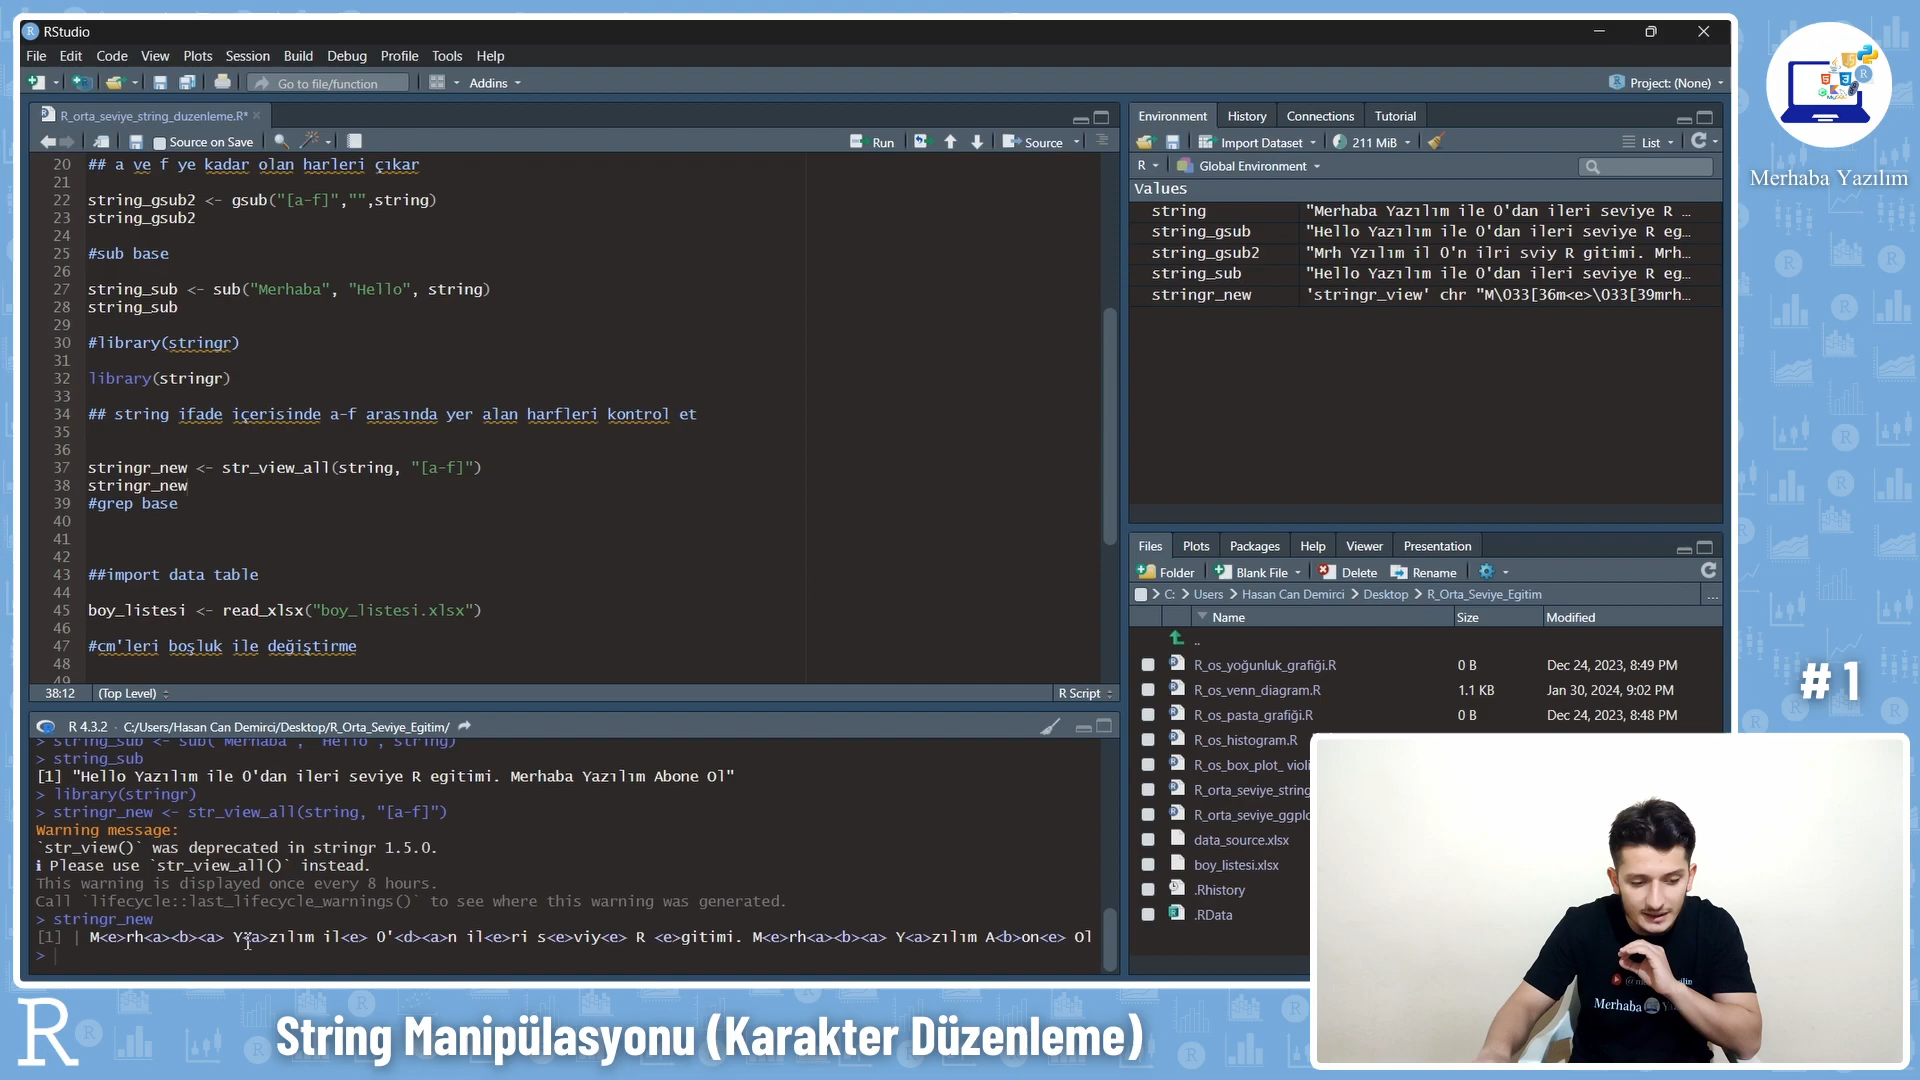 RStudio
File Edit Code View Plots Session Build Debug Profile Tools Help
Go to file/function Addins Project: (None)
R_orta_seviye_string_duzenleme.R*
Source on Save Run Source
20 ## a ve f ye kadar olan harleri çıkar
21
22 string_gsub2 <- gsub("[a-f]","",string)
23 string_gsub2
24
25 #sub base
26
27 string_sub <- sub("Merhaba", "Hello", string)
28 string_sub
29
30 #library(stringr)
31
32 library(stringr)
33
34 ## string ifade içerisinde a-f arasında yer alan harfleri kontrol et
35
36
37 stringr_new <- str_view_all(string, "[a-f]")
38 stringr_new
39 #grep base
40
41
42
43 ##import data table
44
45 boy_listesi <- read_xlsx("boy_listesi.xlsx")
46
47 #cm'leri boşluk ile değiştirme
48
49
38:12 (Top Level) R Script
R 4.3.2 · C:/Users/Hasan Can Demirci/Desktop/R_Orta_Seviye_Egitim/
> string_sub <- sub("Merhaba", "Hello", string)
> string_sub
[1] "Hello Yazılım ile 0'dan ileri seviye R egitimi. Merhaba Yazılım Abone Ol"
> library(stringr)
> stringr_new <- str_view_all(string, "[a-f]")
Warning message:
`str_view()` was deprecated in stringr 1.5.0.
ℹ Please use `str_view_all()` instead.
This warning is displayed once every 8 hours.
Call `lifecycle::last_lifecycle_warnings()` to see where this warning was generated.
> stringr_new
[1] │ M<e>rh<a><b><a> Y<a>zılım il<e> 0'<d><a>n il<e>ri s<e>viy<e> R <e>gitimi. M<e>rh<a><b><a> Y<a>zılım A<b>on<e> Ol
>
Environment History Connections Tutorial
Import Dataset 211 MiB List
R Global Environment
Values
string "Merhaba Yazılım ile 0'dan ileri seviye R …
string_gsub "Hello Yazılım ile 0'dan ileri seviye R eg…
string_gsub2 "Mrh Yzılım il 0'n ilri sviy R gitimi. Mrh…
string_sub "Hello Yazılım ile 0'dan ileri seviye R eg…
stringr_new 'stringr_view' chr "M\033[36m<e>\033[39mrh…
Files Plots Packages Help Viewer Presentation
Folder Blank File Delete Rename
C: > Users > Hasan Can Demirci > Desktop > R_Orta_Seviye_Egitim ...
Name Size Modified
..
R_os_yoğunluk_grafiği.R 0 B Dec 24, 2023, 8:49 PM
R_os_venn_diagram.R 1.1 KB Jan 30, 2024, 9:02 PM
R_os_pasta_grafiği.R 0 B Dec 24, 2023, 8:48 PM
R_os_histogram.R
R_os_box_plot_ violi
R_orta_seviye_string
R_orta_seviye_ggplo
data_source.xlsx
boy_listesi.xlsx
.Rhistory
.RData
Merhaba Yazılım
#1
Merhaba
R
String Manipülasyonu (Karakter Düzenleme)